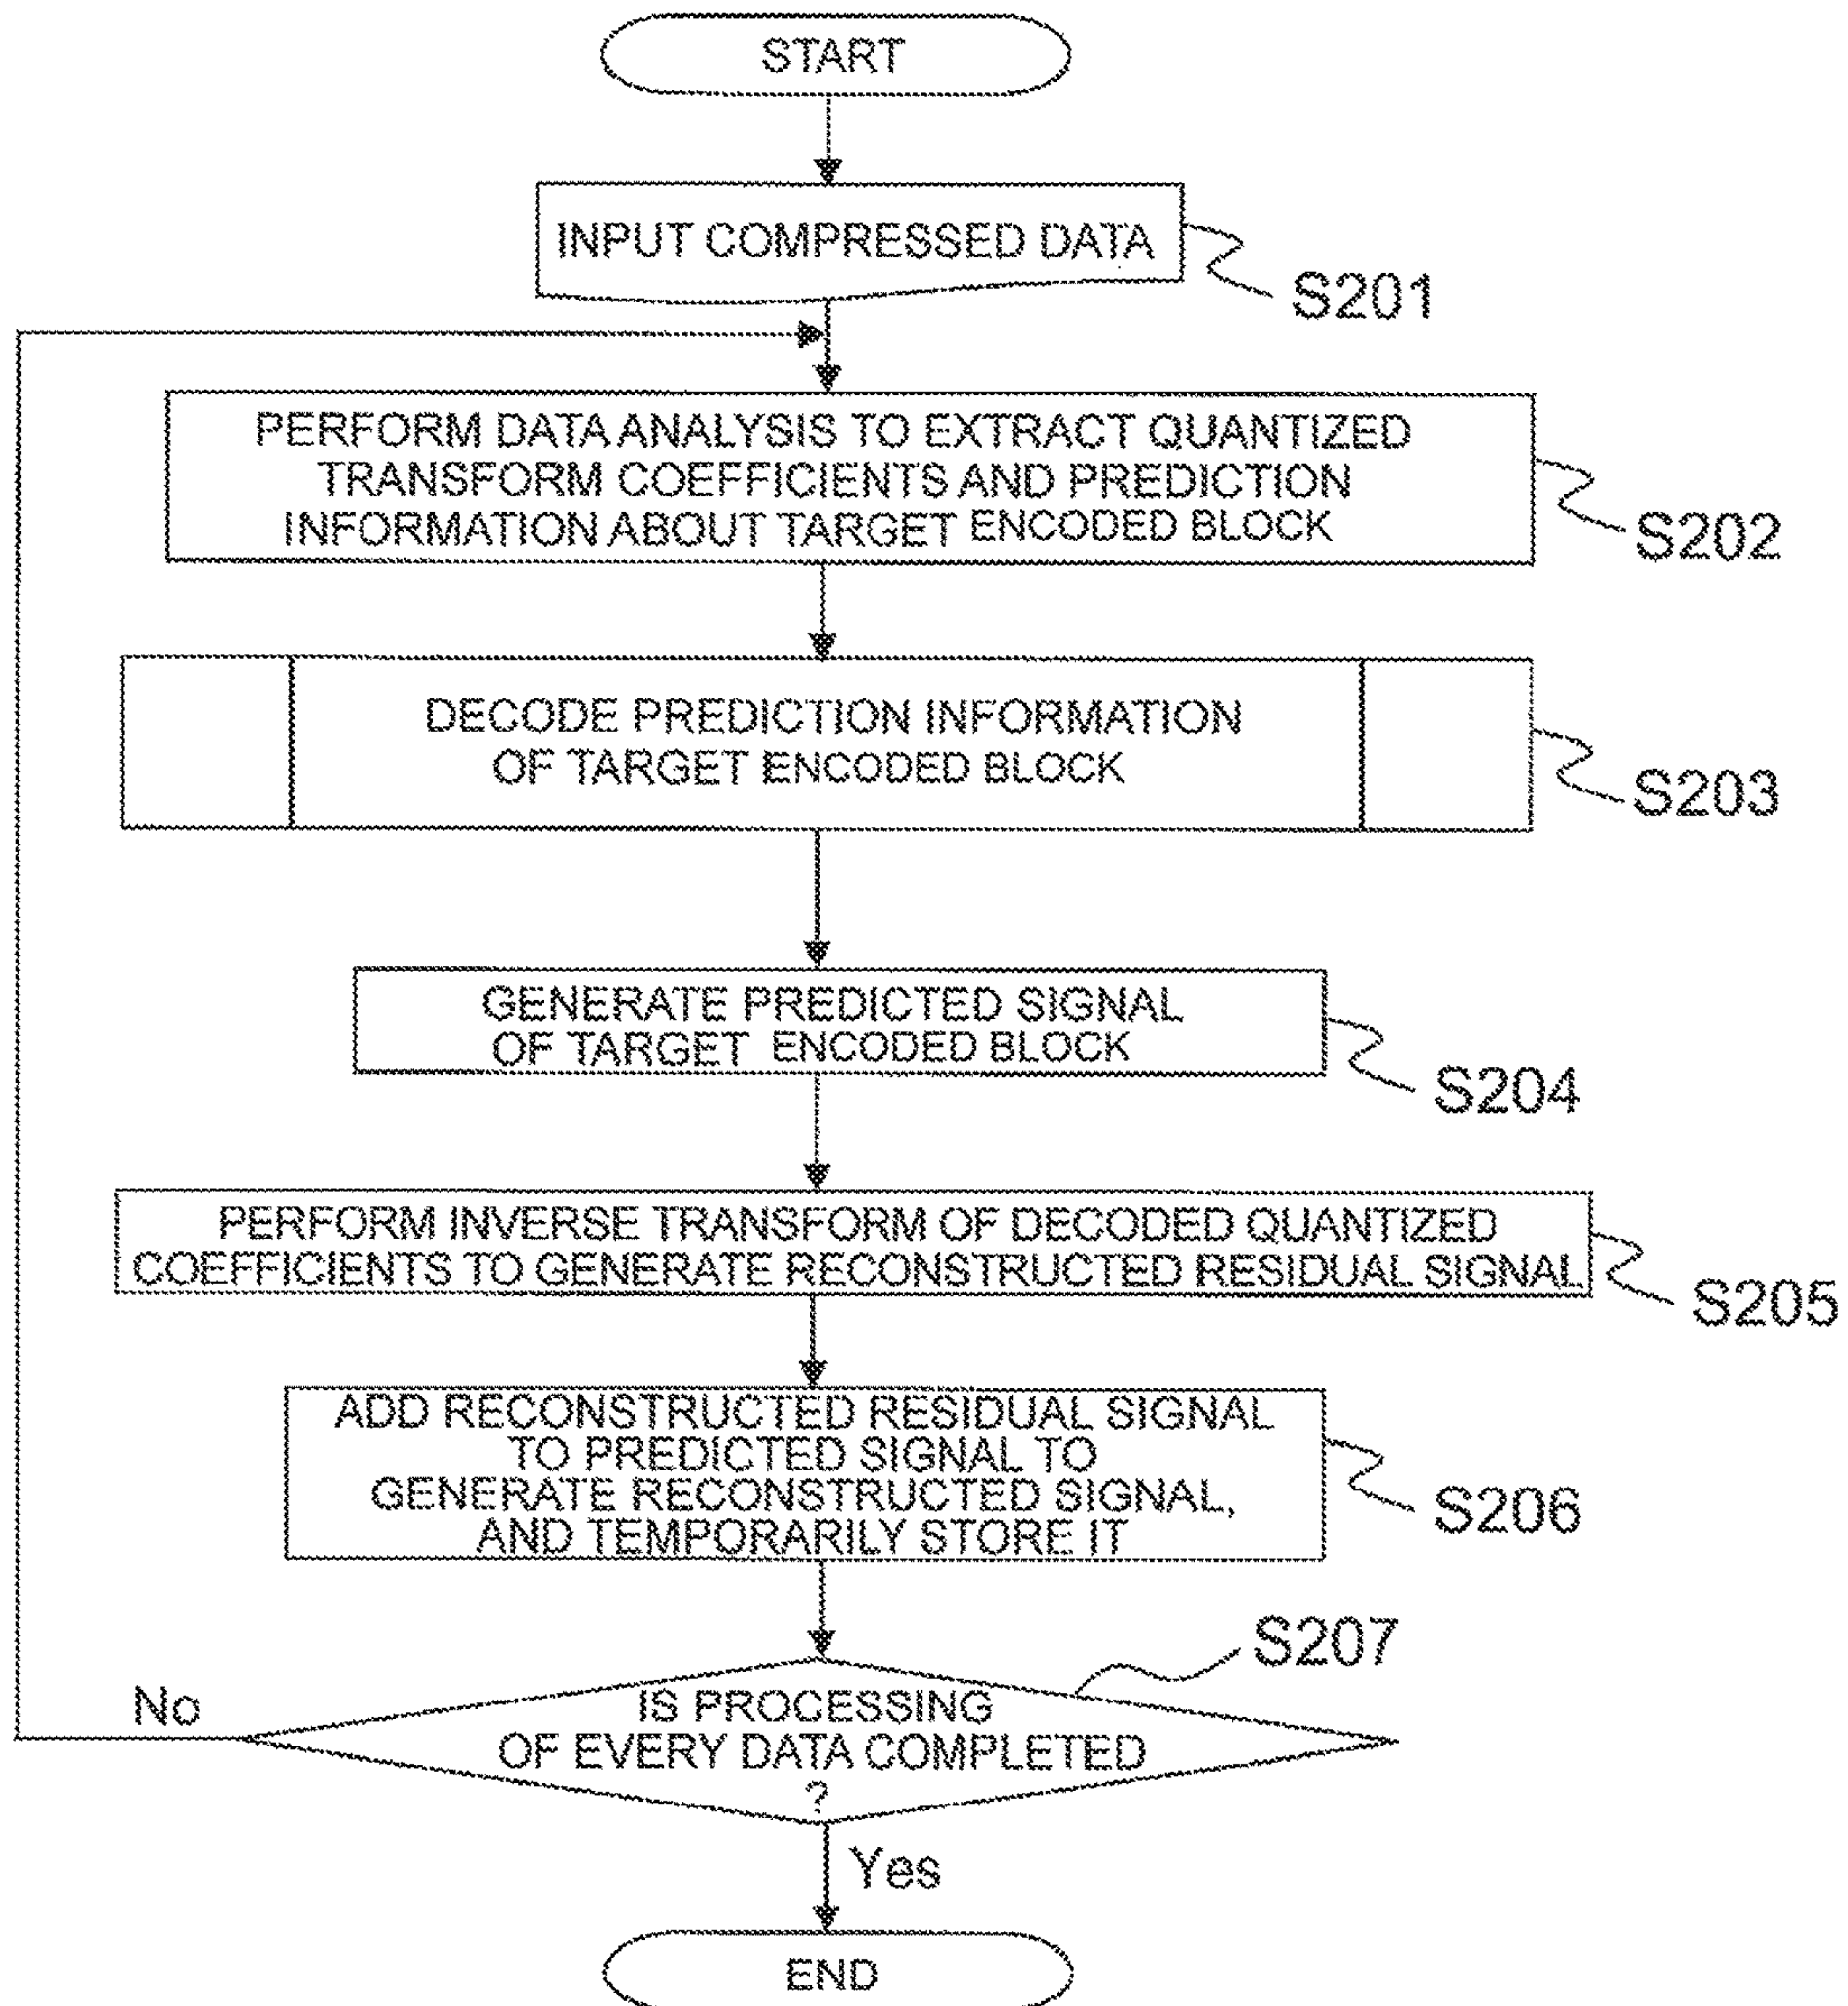 START
INPUT COMPRESSED DATA
S201
PERFORM DATA ANALYSIS TO EXTRACT QUANTIZED
TRANSFORM COEFFICIENTS AND PREDICTION
INFORMATION ABOUT TARGET ENCODED BLOCK
S202
DECODE PREDICTION INFORMATION
OF TARGET ENCODED BLOCK
S203
GENERATE PREDICTED SIGNAL
OF TARGET ENCODED BLOCK
S204
PERFORM INVERSE TRANSFORM OF DECODED QUANTIZED
COEFFICIENTS TO GENERATE RECONSTRUCTED RESIDUAL SIGNAL
S205
ADD RECONSTRUCTED RESIDUAL SIGNAL
TO PREDICTED SIGNAL TO
GENERATE RECONSTRUCTED SIGNAL,
AND TEMPORARILY STORE IT
S206
S207
No
IS PROCESSING
OF EVERY DATA COMPLETED
?
Yes
END